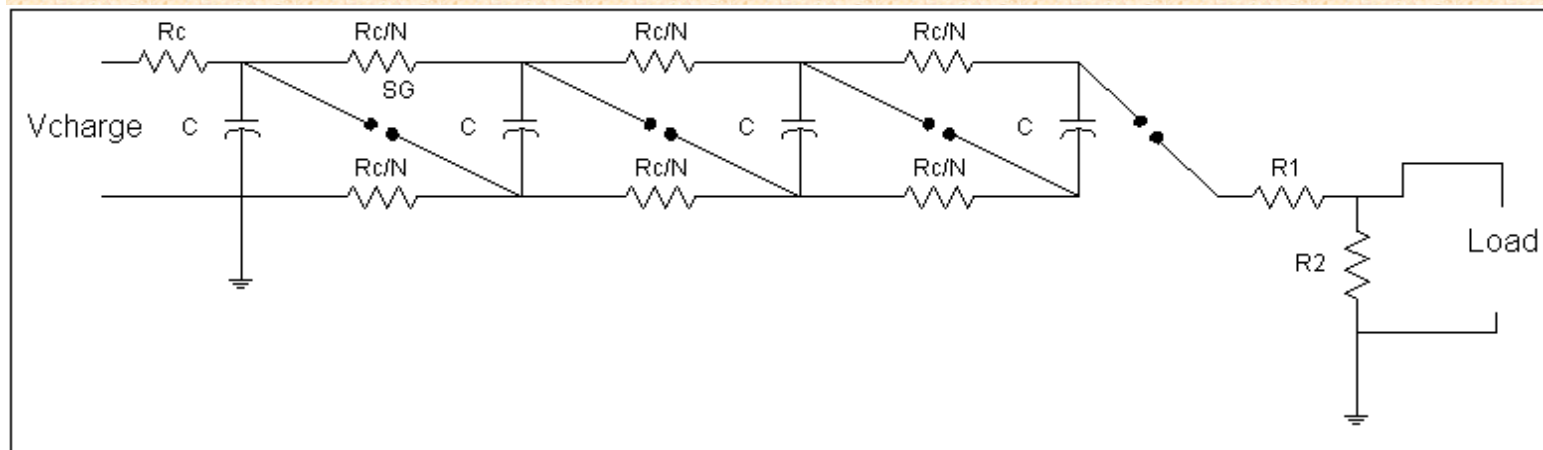 Rc Rc/N Rc/N Rc/N
SG
Vcharge C C C C
Rc/N Rc/N Rc/N R1
Load
R2